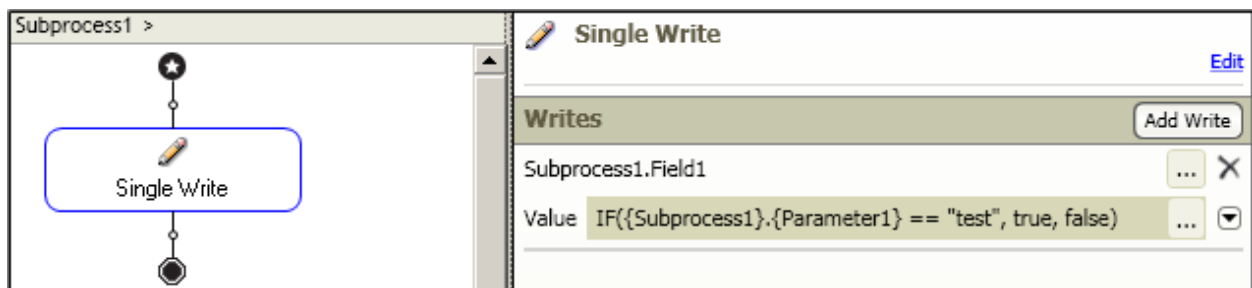 Subprocess1 >
Single Write
Single Write
Edit
Writes
Add Write
Subprocess1.Field1
...
Value IF({Subprocess1}.{Parameter1} == "test", true, false)
...